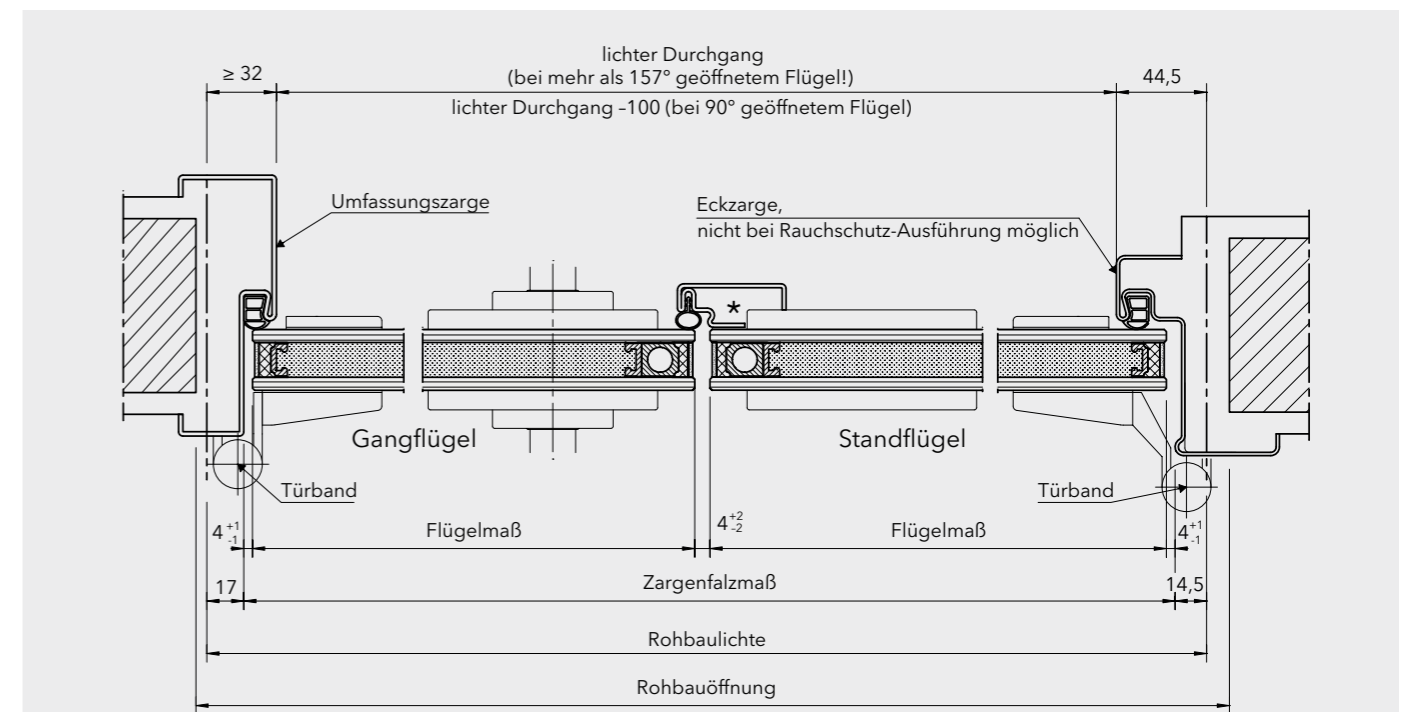 lichter Durchgang
≥ 32
(bei mehr als 157° geöffnetem Flügel!)
44,5
lichter Durchgang –100 (bei 90° geöffnetem Flügel)
Umfassungszarge
Eckzarge,
nicht bei Rauchschutz-Ausführung möglich
*
Gangflügel
Standflügel
Türband
Türband
4 +1 -1
Flügelmaß
4 +2 -2
Flügelmaß
4 +1 -1
17
Zargenfalzmaß
14,5
Rohbaulichte
Rohbauöffnung